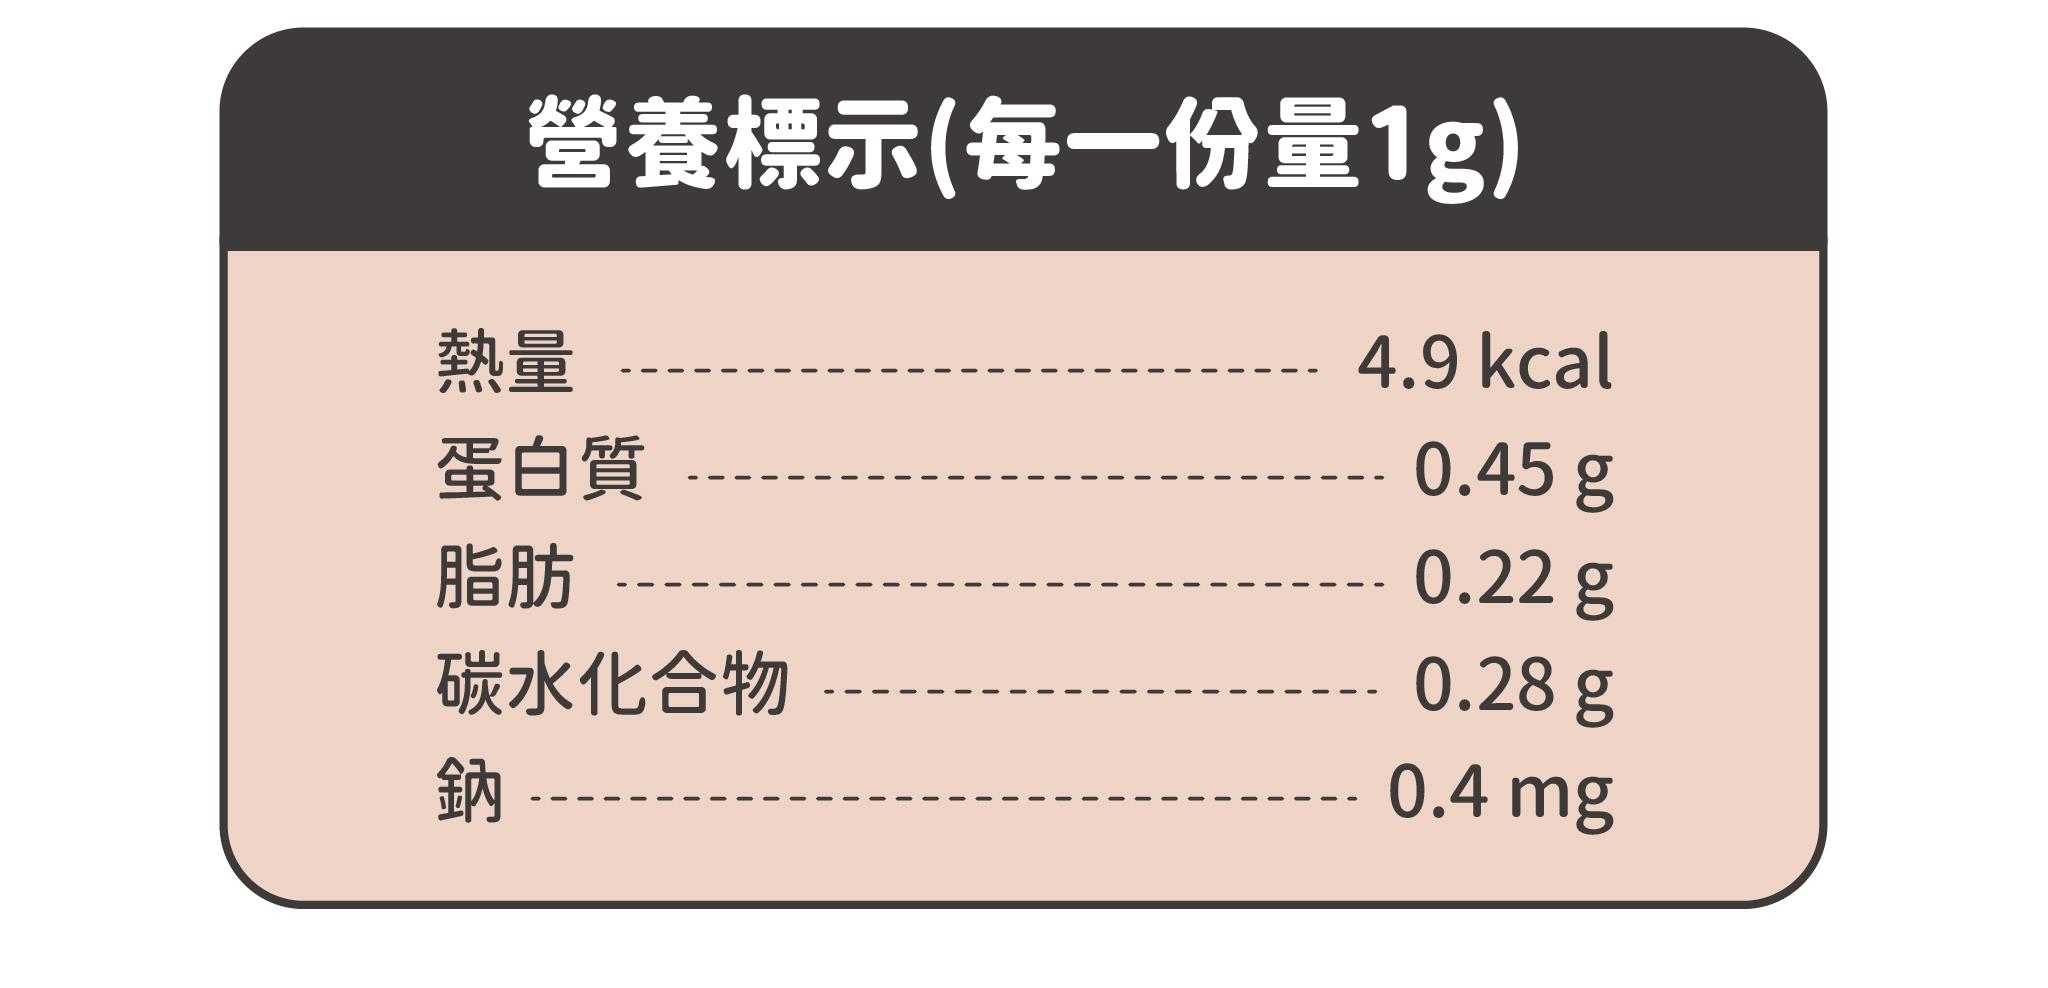 營養標示(每一份量1g)
熱量 4.9 kcal
蛋白質 0.45 g
脂肪 0.22 g
碳水化合物 0.28 g
鈉 0.4 mg